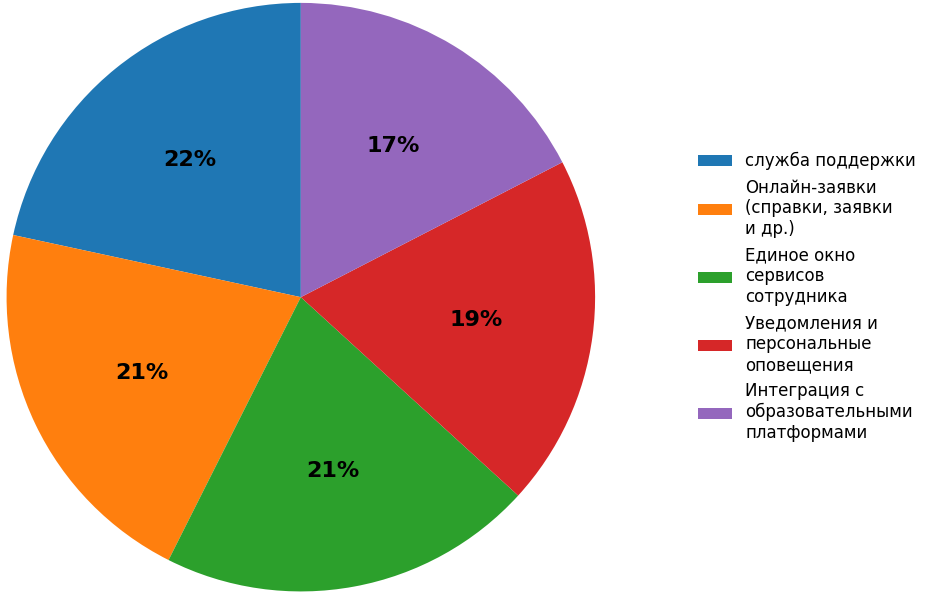 22%
17%
19%
21%
21%
служба поддержки
Онлайн-заявки
(справки, заявки
и др.)
Единое окно
сервисов
сотрудника
Уведомления и
персональные
оповещения
Интеграция с
образовательными
платформами